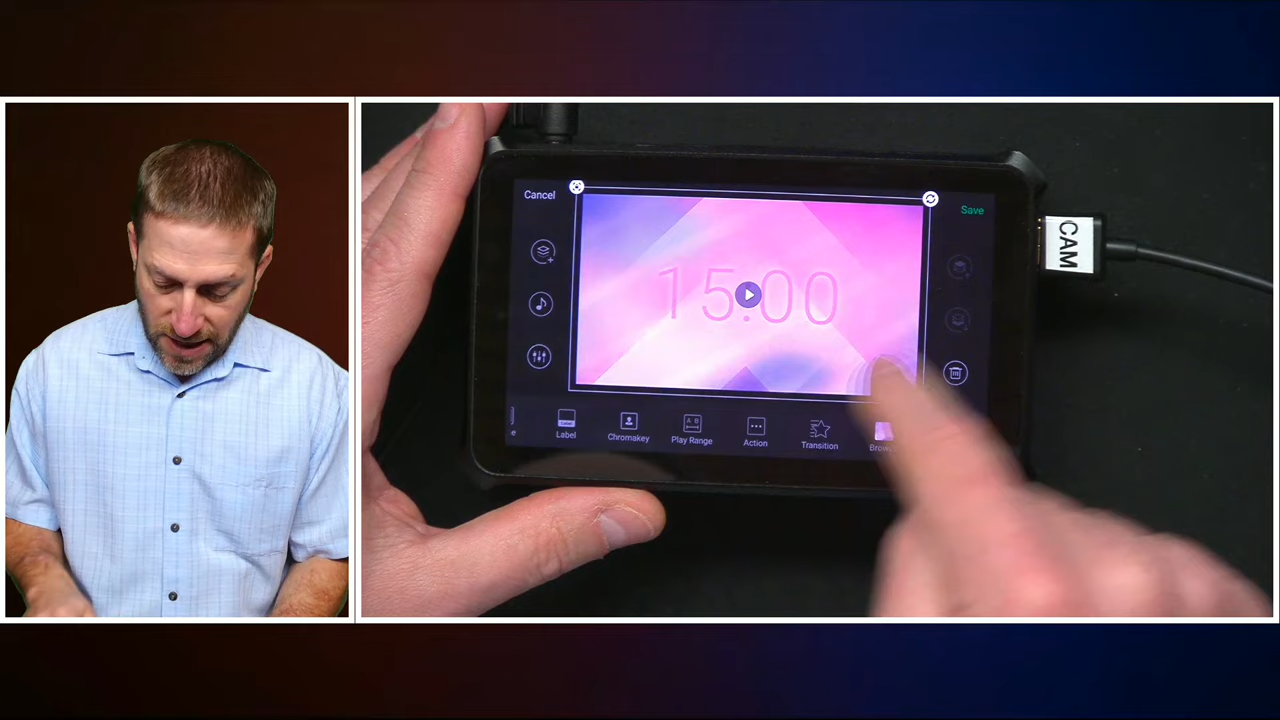 Cancel
Save
CAM
15:00
Label
Chromakey
Play Range
A B
Action
Transition